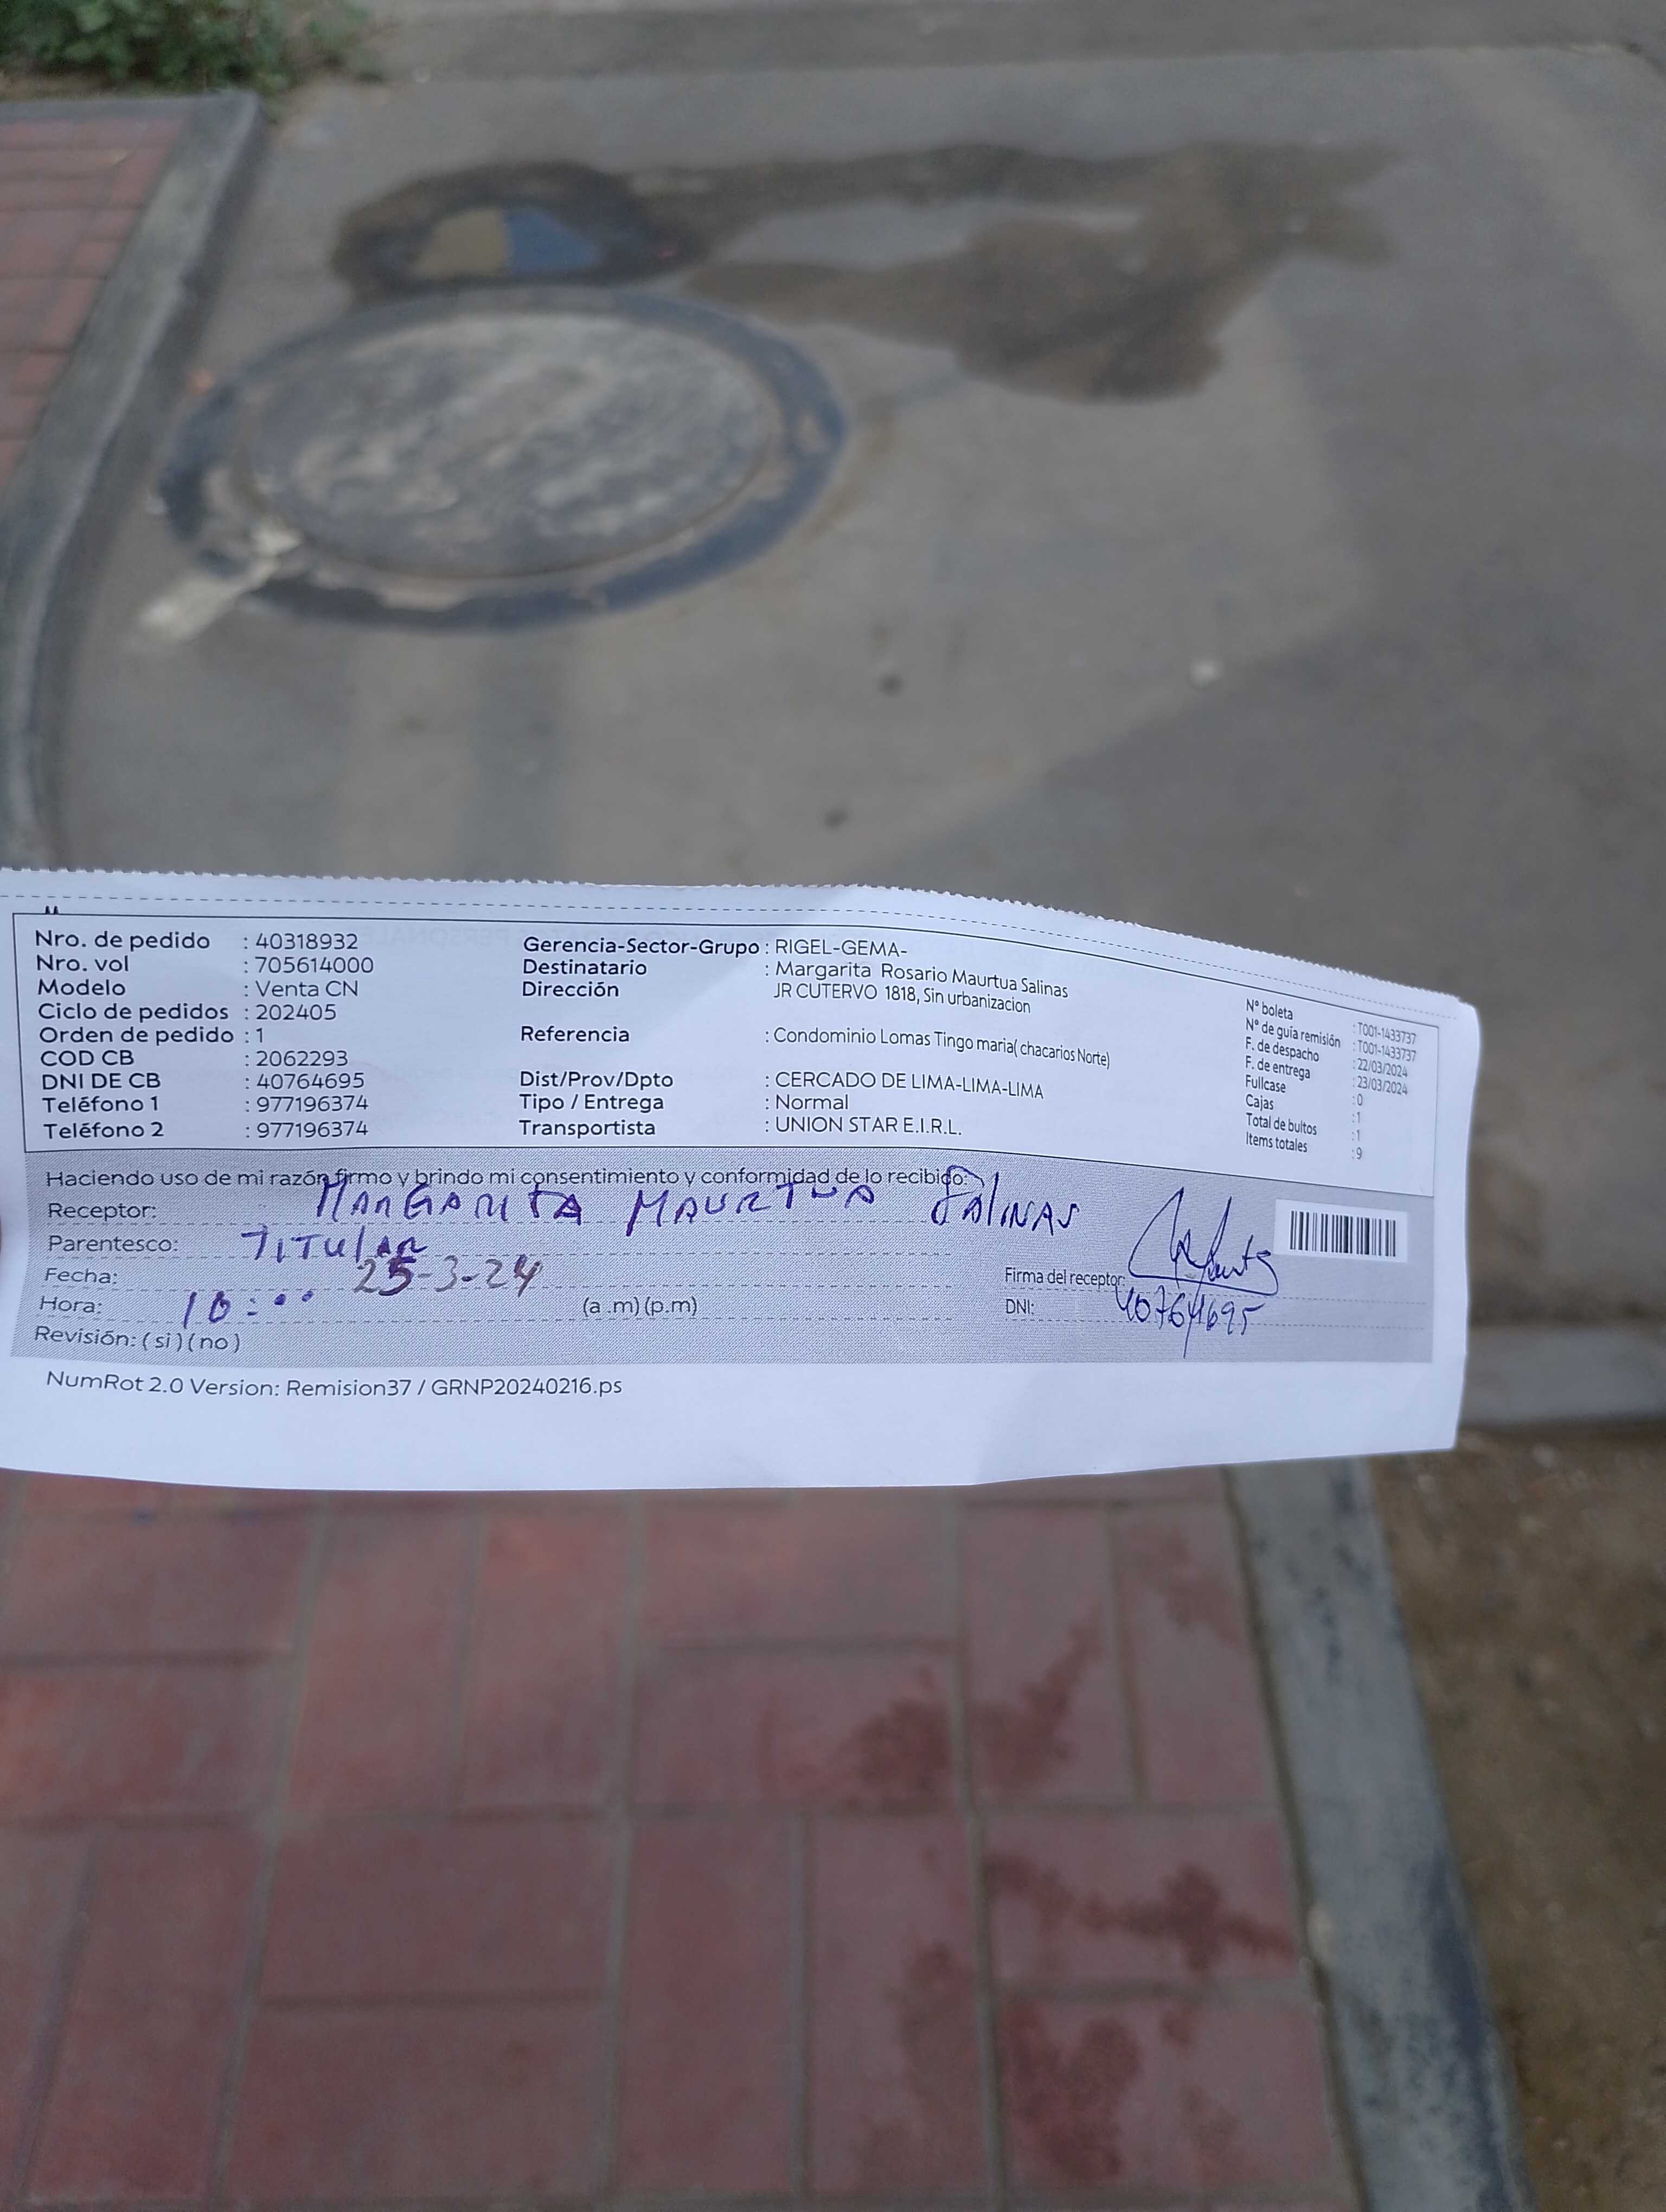 Nro. de pedido : 40318932
Nro. vol : 705614000
Modelo : Venta CN
Ciclo de pedidos : 202405
Orden de pedido : 1
COD CB : 2062293
DNI DE CB : 40764695
Teléfono 1 : 977196374
Teléfono 2 : 977196374
Gerencia-Sector-Grupo : RIGEL-GEMA-
Destinatario : Margarita Rosario Maurtua Salinas
Dirección JR CUTERVO 1818, Sin urbanizacion
Referencia : Condominio Lomas Tingo maria( chacarios Norte)
Dist/Prov/Dpto : CERCADO DE LIMA-LIMA-LIMA
Tipo / Entrega : Normal
Transportista : UNION STAR E.I.R.L.
Nº boleta : T001-1433737
Nº de guía remisión : T001-1433737
F. de despacho : 22/03/2024
F. de entrega : 23/03/2024
Fullcase : 0
Cajas : 1
Total de bultos : 1
Items totales : 9
Haciendo uso de mi razón firmo y brindo mi consentimiento y conformidad de lo recibido:
Receptor: MARGARITA MAURTUA SALINAS
Parentesco: TITULAR
Fecha: 25-3-24
Hora: 10:00 (a .m) (p.m)
Revisión: ( si ) ( no )
Firma del receptor:
DNI: 40764695
NumRot 2.0 Version: Remision37 / GRNP20240216.ps